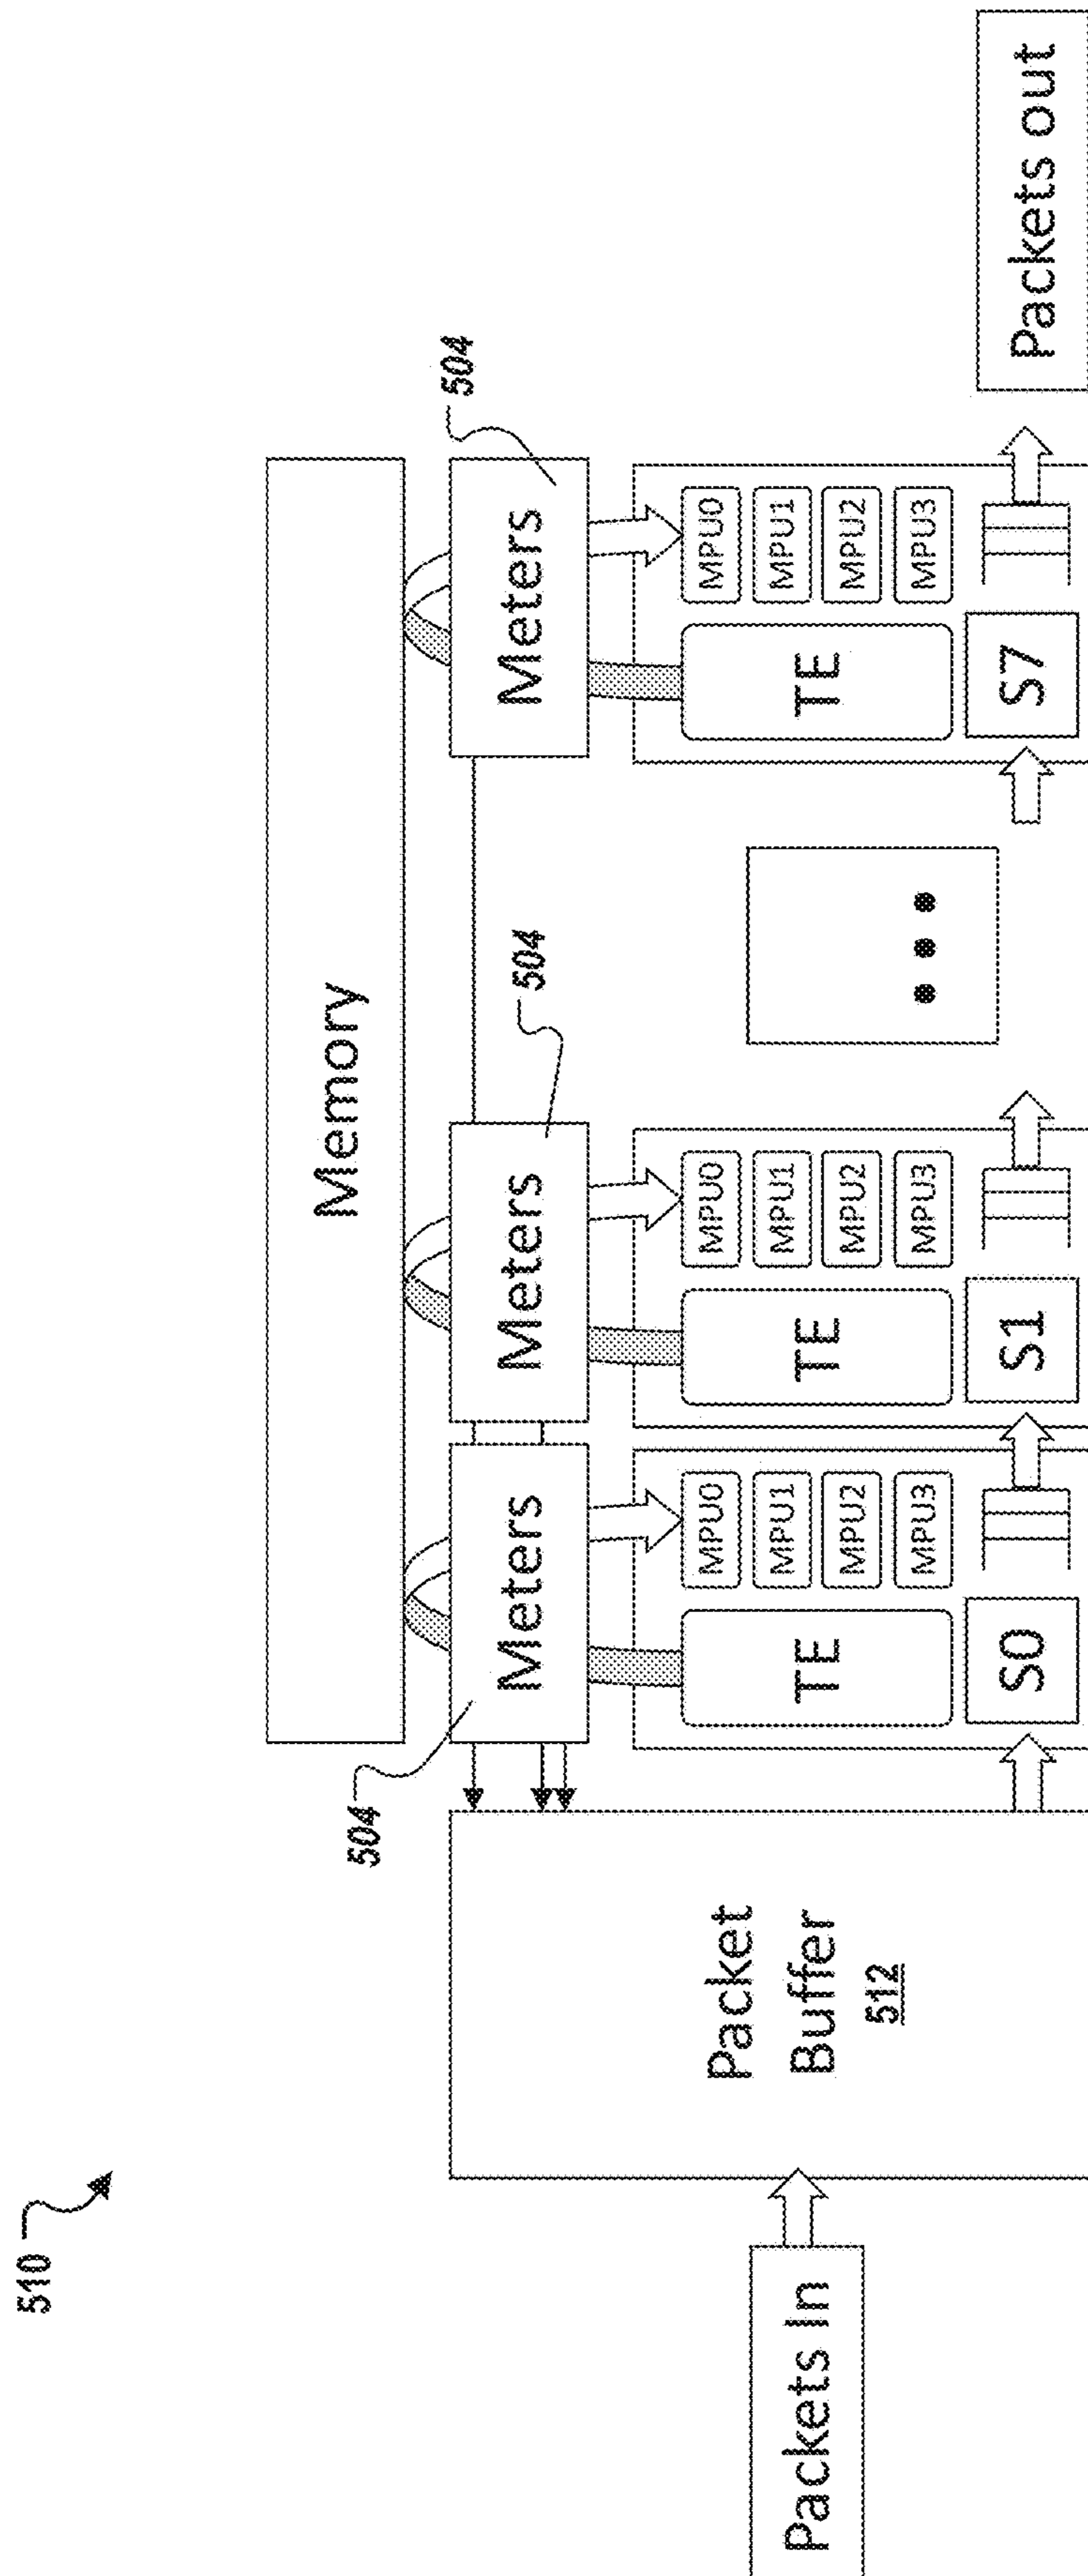 510
Memory
504
504
504
Meters
Meters
Meters
Packets In
Packet
Buffer
512
TE
MPU0
MPU1
MPU2
MPU3
S0
TE
MPU0
MPU1
MPU2
MPU3
S1
TE
MPU0
MPU1
MPU2
MPU3
S7
Packets out